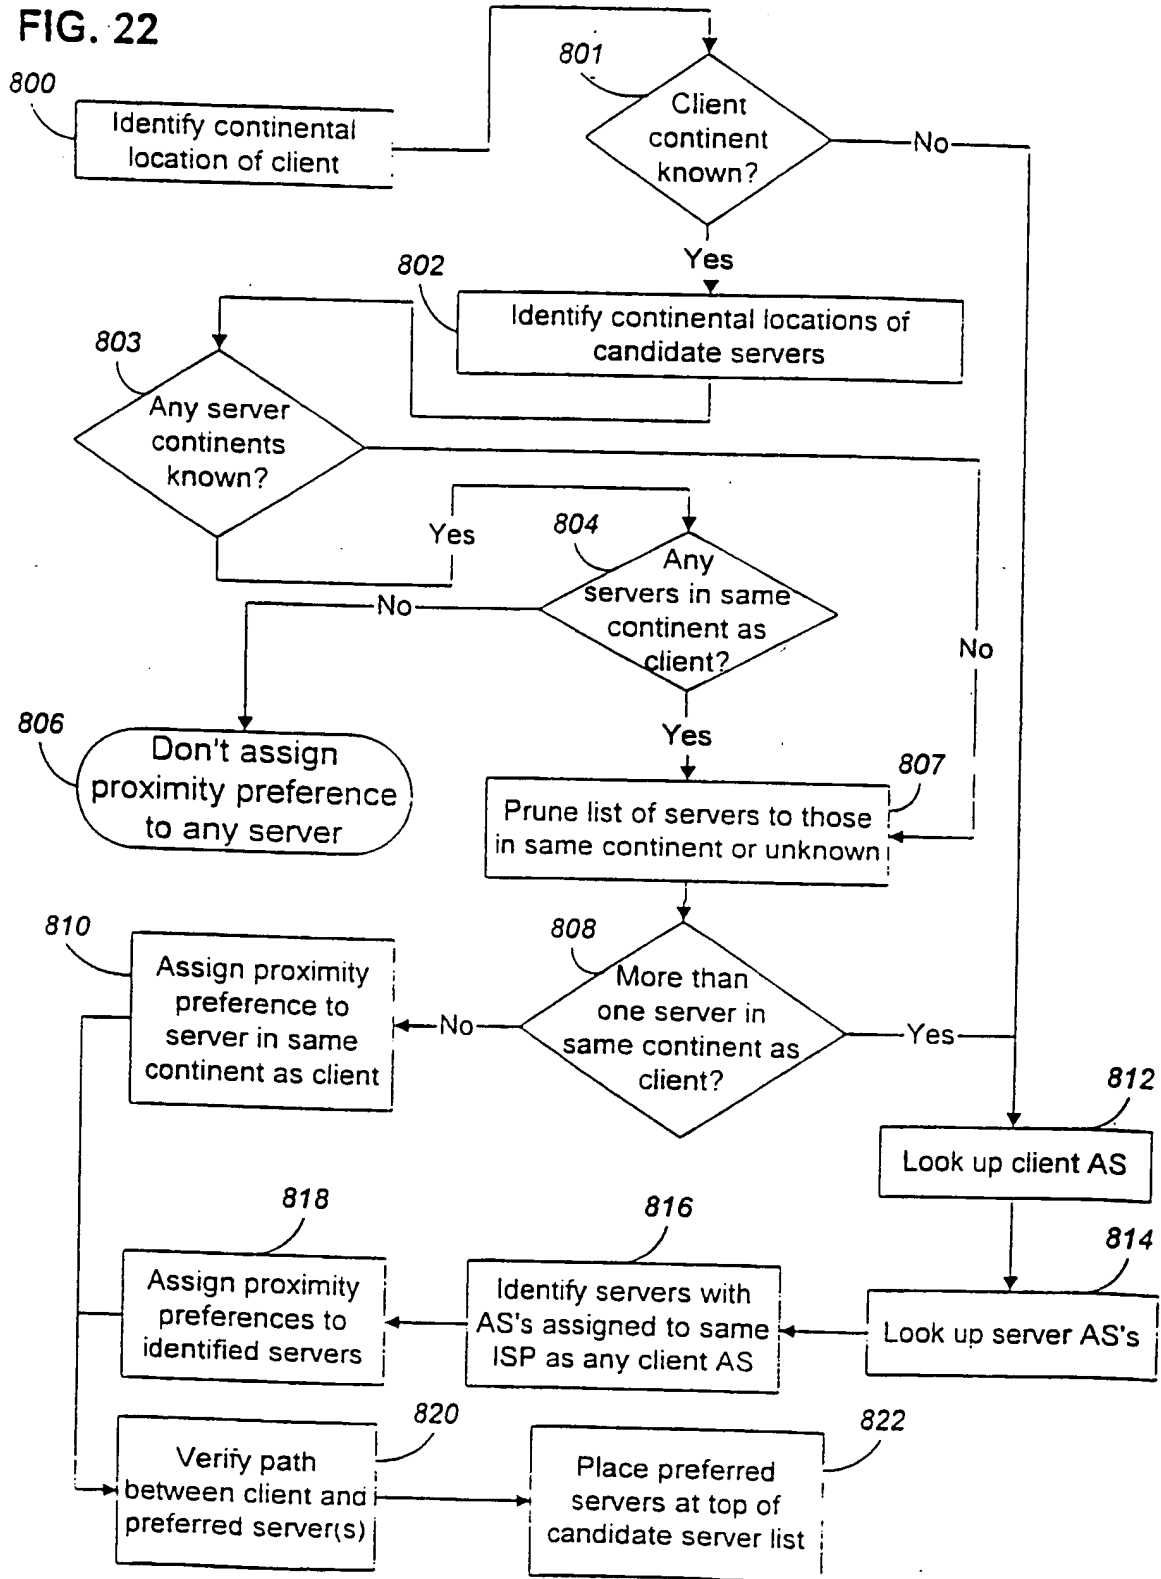 FIG. 22
800
Identify continental
location of client
801
Client
continent
known?
No
Yes
802
Identify continental locations of
candidate servers
803
Any server
continents
known?
Yes
804
Any
servers in same
continent as
client?
No
No
806
Don't assign
proximity preference
to any server
Yes
807
Prune list of servers to those
in same continent or unknown
808
More than
one server in
same continent as
client?
810
Assign proximity
preference to
server in same
continent as client
No
Yes
812
Look up client AS
814
Look up server AS's
816
Identify servers with
AS's assigned to same
ISP as any client AS
818
Assign proximity
preferences to
identified servers
820
Verify path
between client and
preferred server(s)
822
Place preferred
servers at top of
candidate server list